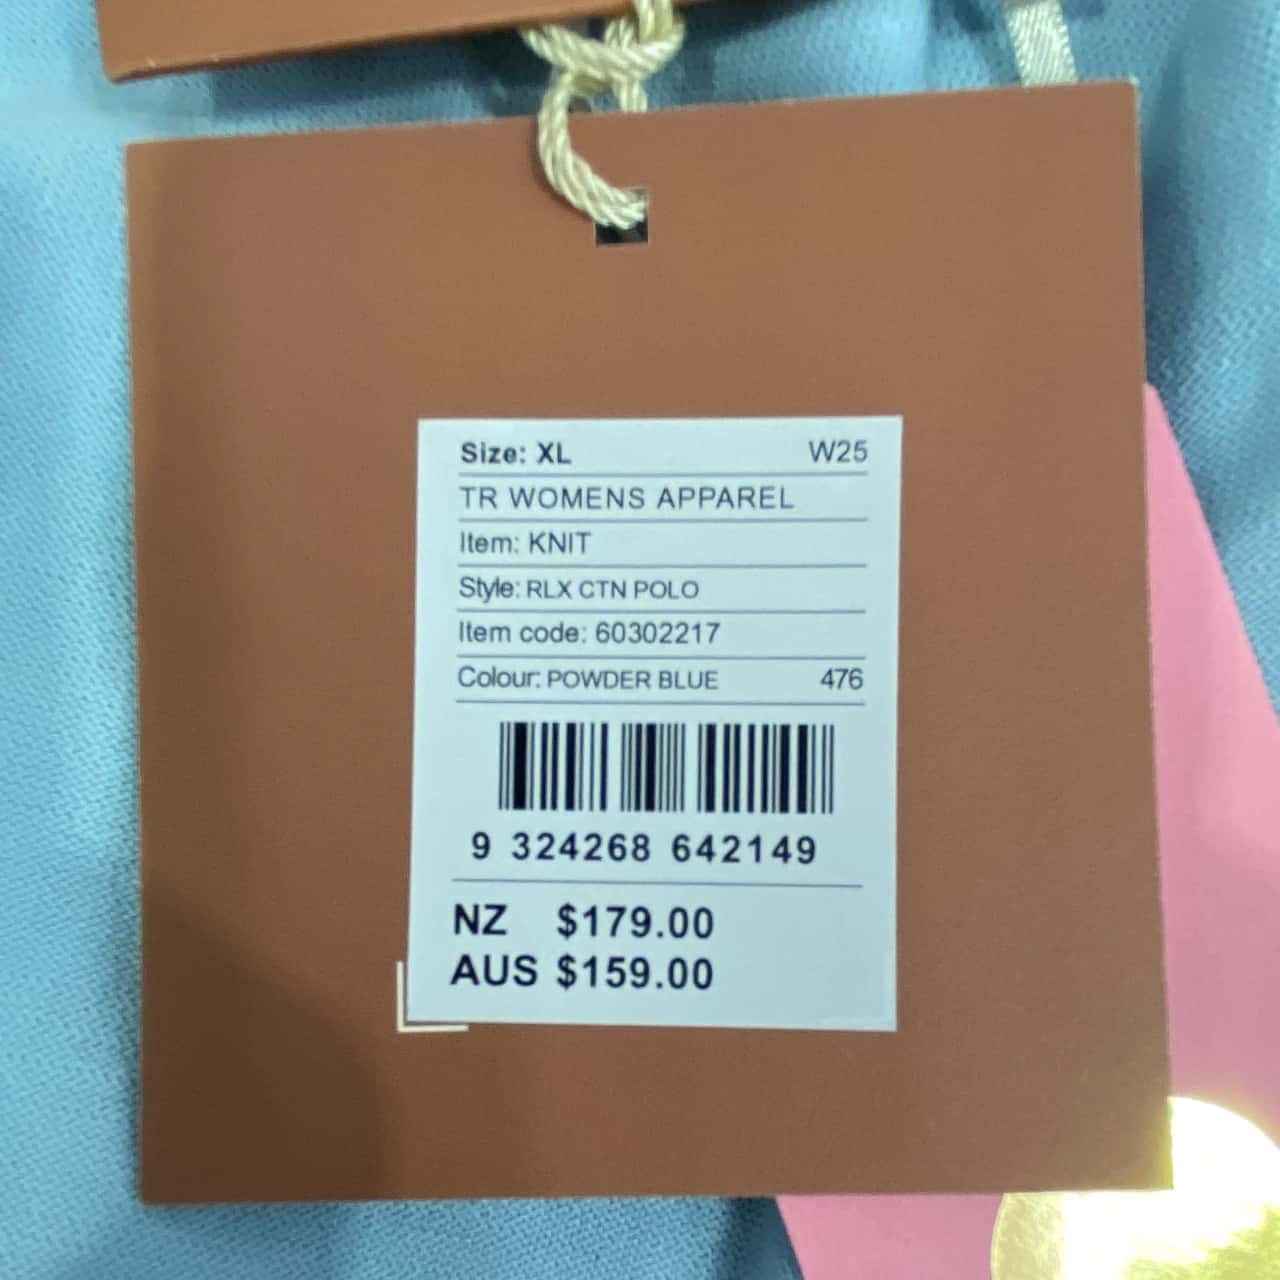 Size: XL W25
TR WOMENS APPAREL
Item: KNIT
Style: RLX CTN POLO
Item code: 60302217
Colour: POWDER BLUE 476
9 324268 642149
NZ $179.00
AUS $159.00